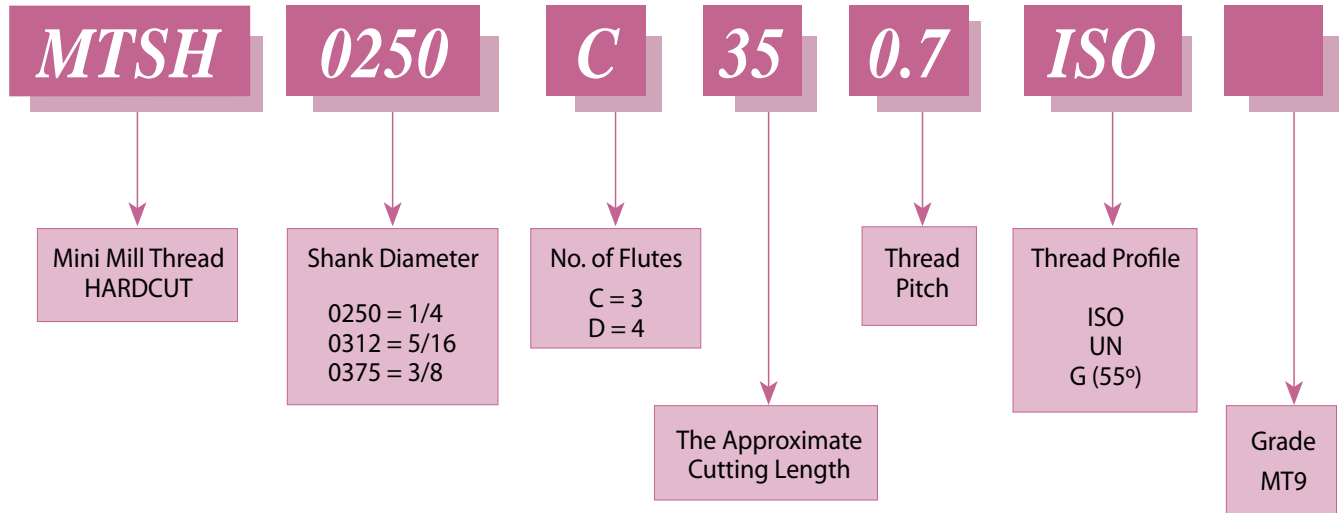 MTSH 0250 C 35 0.7 ISO
Mini Mill Thread
HARDCUT
Shank Diameter
0250 = 1/4
0312 = 5/16
0375 = 3/8
No. of Flutes
C = 3
D = 4
The Approximate
Cutting Length
Thread
Pitch
Thread Profile
ISO
UN
G (55º)
Grade
MT9